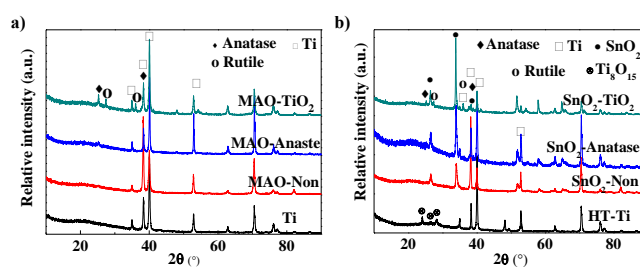 a)
Anatase
Ti
Rutile
MAO-TiO2
MAO-Anaste
MAO-Non
Ti
Relative intensity (a.u.)
20 40 60 80
2θ (°)
b)
Anatase
Ti
SnO2
Rutile
Ti8O15
SnO2-TiO2
SnO2-Anatase
SnO2-Non
HT-Ti
Relative intensity (a.u.)
20 40 60 80
2θ (°)